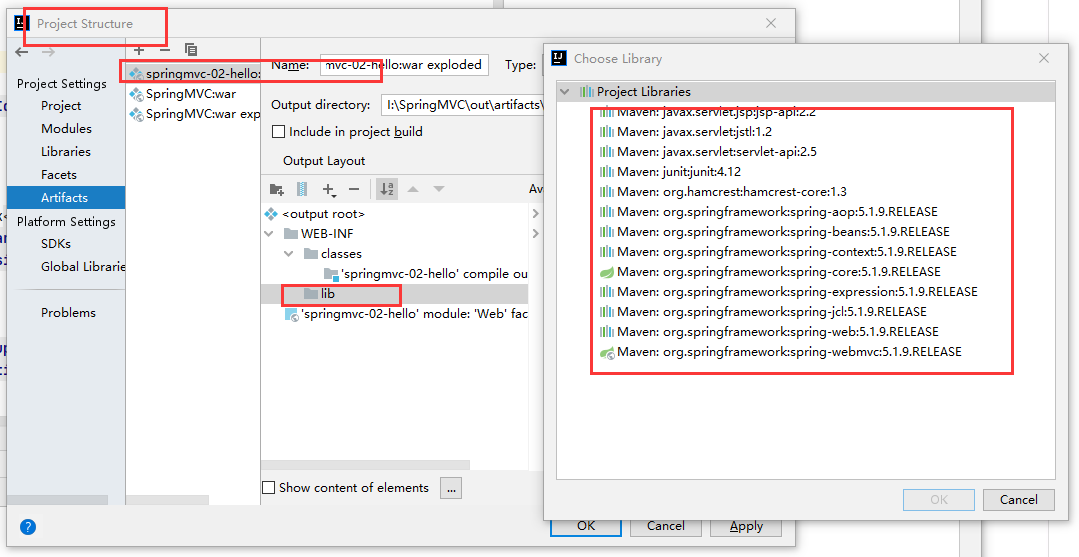 Project Structure
Project Settings
Project
Modules
Libraries
Facets
Artifacts
Platform Settings
SDKs
Global Librarie
Problems
springmvc-02-hello:
SpringMVC:war
SpringMVC:war exp
Name:
mvc-02-hello:war exploded
Type:
Output directory:
I:\SpringMVC\out\artifacts\
Include in project build
Output Layout
Av
<output root>
WEB-INF
classes
'springmvc-02-hello' compile ou
lib
'springmvc-02-hello' module: 'Web' fac
Show content of elements
...
?
OK
Cancel
Apply
Choose Library
Project Libraries
Maven: javax.servlet.jsp:jsp-api:2.2
Maven: javax.servlet:jstl:1.2
Maven: javax.servlet:servlet-api:2.5
Maven: junit:junit:4.12
Maven: org.hamcrest:hamcrest-core:1.3
Maven: org.springframework:spring-aop:5.1.9.RELEASE
Maven: org.springframework:spring-beans:5.1.9.RELEASE
Maven: org.springframework:spring-context:5.1.9.RELEASE
Maven: org.springframework:spring-core:5.1.9.RELEASE
Maven: org.springframework:spring-expression:5.1.9.RELEASE
Maven: org.springframework:spring-jcl:5.1.9.RELEASE
Maven: org.springframework:spring-web:5.1.9.RELEASE
Maven: org.springframework:spring-webmvc:5.1.9.RELEASE
OK
Cancel